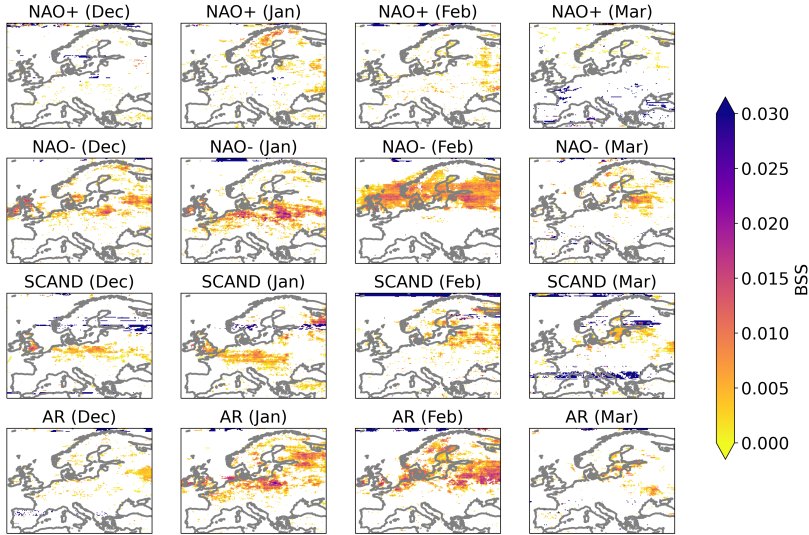 NAO+ (Dec) NAO+ (Jan) NAO+ (Feb) NAO+ (Mar)
NAO- (Dec) NAO- (Jan) NAO- (Feb) NAO- (Mar)
SCAND (Dec) SCAND (Jan) SCAND (Feb) SCAND (Mar)
AR (Dec) AR (Jan) AR (Feb) AR (Mar)
0.030
0.025
0.020
0.015
0.010
0.005
0.000
BSS